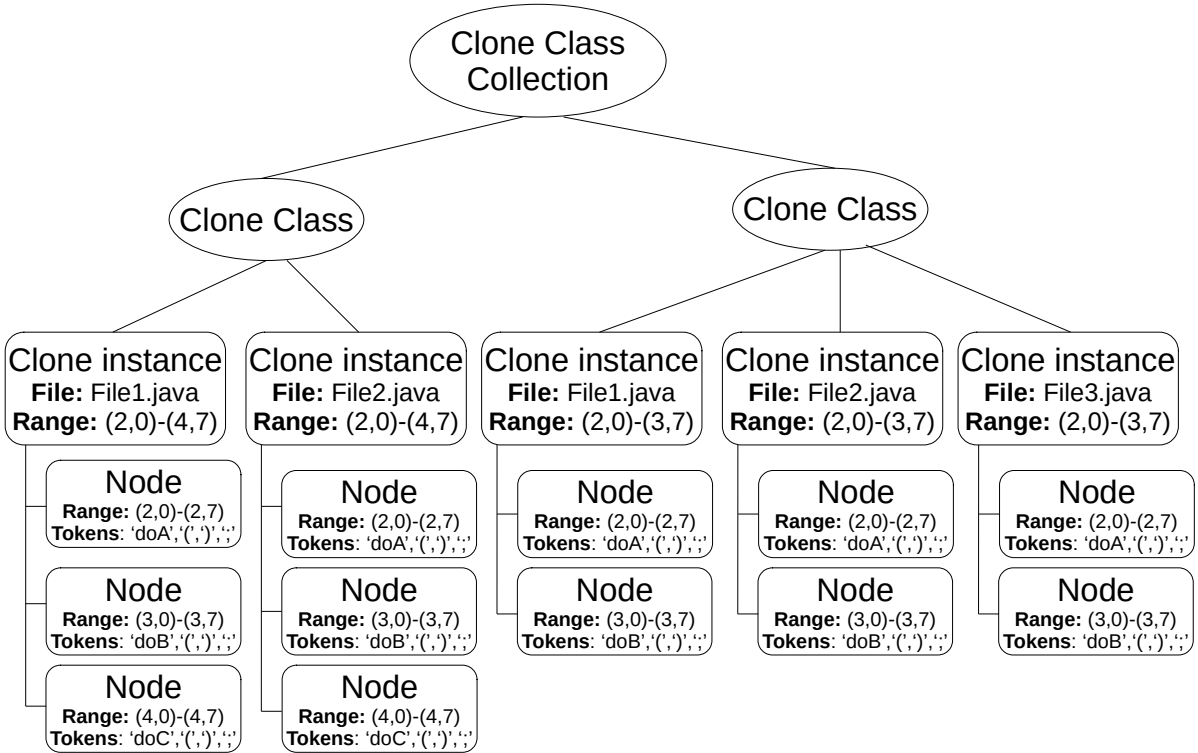 Clone Class
Collection
Clone Class
Clone Class
Clone instance
File: File1.java
Range: (2,0)-(4,7)
Clone instance
File: File2.java
Range: (2,0)-(4,7)
Clone instance
File: File1.java
Range: (2,0)-(3,7)
Clone instance
File: File2.java
Range: (2,0)-(3,7)
Clone instance
File: File3.java
Range: (2,0)-(3,7)
Node
Range: (2,0)-(2,7)
Tokens: ‘doA’,‘(’,‘)’,‘;’
Node
Range: (3,0)-(3,7)
Tokens: ‘doB’,‘(’,‘)’,‘;’
Node
Range: (4,0)-(4,7)
Tokens: ‘doC’,‘(’,‘)’,‘;’
Node
Range: (2,0)-(2,7)
Tokens: ‘doA’,‘(’,‘)’,‘;’
Node
Range: (3,0)-(3,7)
Tokens: ‘doB’,‘(’,‘)’,‘;’
Node
Range: (4,0)-(4,7)
Tokens: ‘doC’,‘(’,‘)’,‘;’
Node
Range: (2,0)-(2,7)
Tokens: ‘doA’,‘(’,‘)’,‘;’
Node
Range: (3,0)-(3,7)
Tokens: ‘doB’,‘(’,‘)’,‘;’
Node
Range: (2,0)-(2,7)
Tokens: ‘doA’,‘(’,‘)’,‘;’
Node
Range: (3,0)-(3,7)
Tokens: ‘doB’,‘(’,‘)’,‘;’
Node
Range: (2,0)-(2,7)
Tokens: ‘doA’,‘(’,‘)’,‘;’
Node
Range: (3,0)-(3,7)
Tokens: ‘doB’,‘(’,‘)’,‘;’